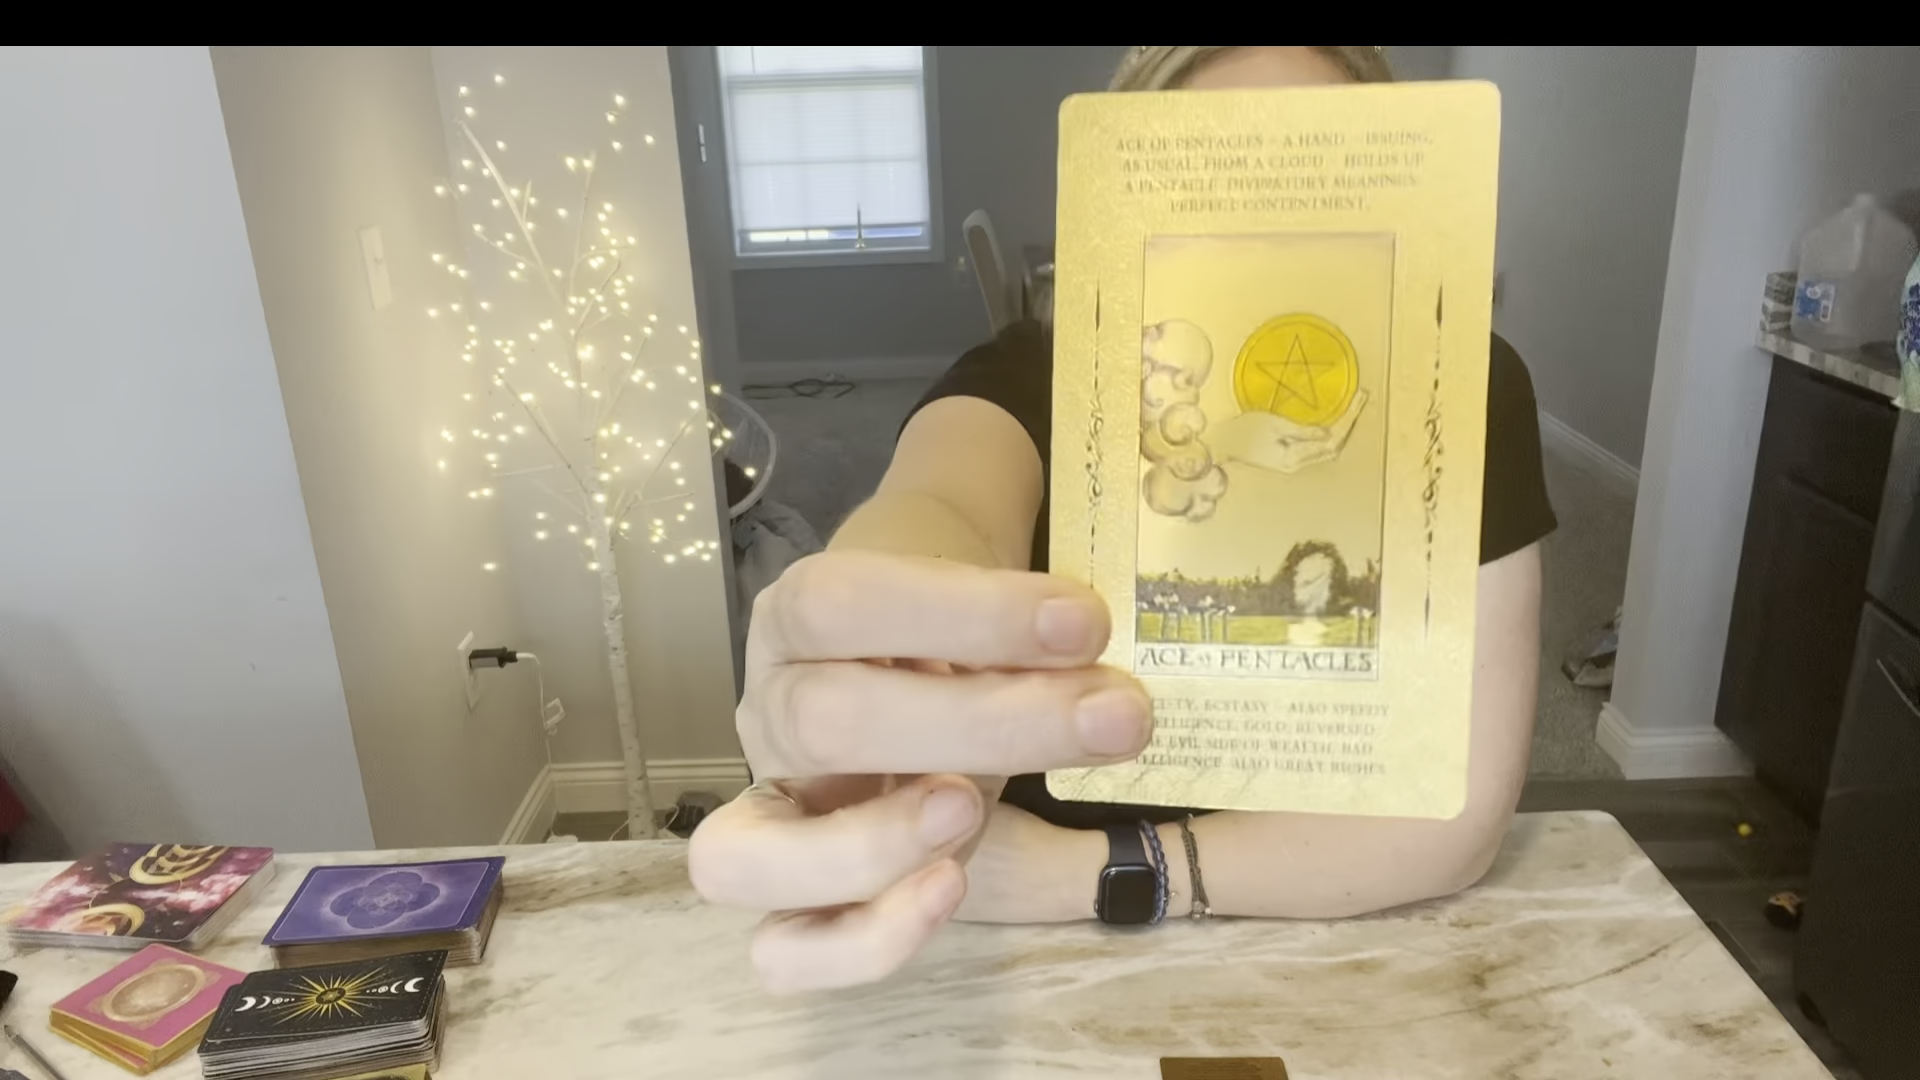 ACE OF PENTACLES – A HAND – ISSUING,
AS USUAL, FROM A CLOUD – HOLDS UP
A PENTACLE. DIVINATORY MEANINGS:
PERFECT CONTENTMENT,
ACE of PENTACLES
ECSTASY – ALSO SPEEDY
GOLD. REVERSED
EVIL SIDE OF WEALTH, BAD
ALSO GREAT RICHES